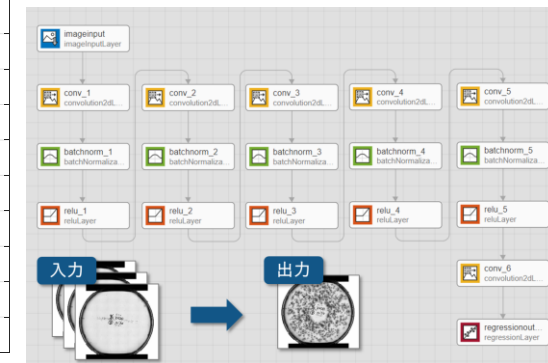 imageinput
imageInputLayer
conv_1
convolution2dL...
batchnorm_1
batchNormaliza...
relu_1
reluLayer
conv_2
convolution2dL...
batchnorm_2
batchNormaliza...
relu_2
reluLayer
conv_3
convolution2dL...
batchnorm_3
batchNormaliza...
relu_3
reluLayer
conv_4
convolution2dL...
batchnorm_4
batchNormaliza...
relu_4
reluLayer
conv_5
convolution2dL...
batchnorm_5
batchNormaliza...
relu_5
reluLayer
conv_6
convolution2dL...
regressionout...
regressionLayer
入力
出力